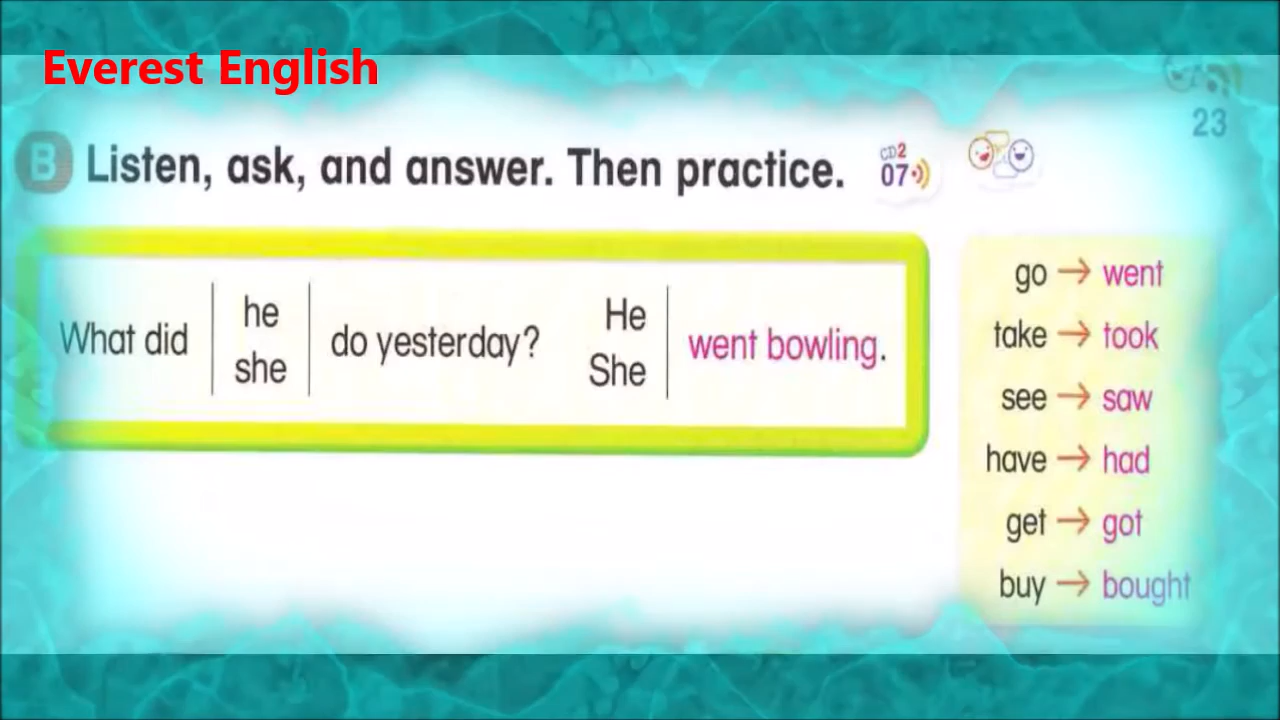 Everest English
23
B Listen, ask, and answer. Then practice. CD2 07
What did he she do yesterday? He She went bowling.
go → went
take → took
see → saw
have → had
get → got
buy → bought